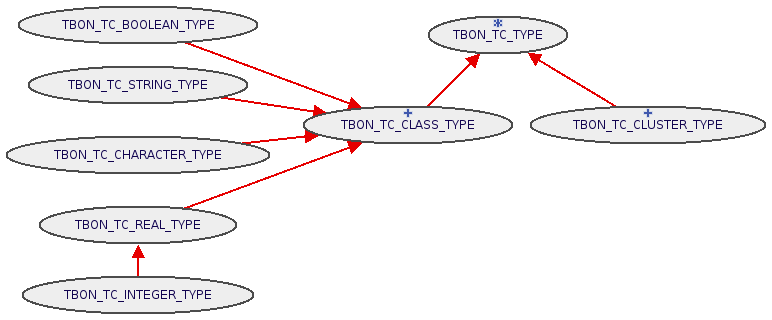 TBON_TC_BOOLEAN_TYPE
*
TBON_TC_TYPE
TBON_TC_STRING_TYPE
+
TBON_TC_CLASS_TYPE
+
TBON_TC_CLUSTER_TYPE
TBON_TC_CHARACTER_TYPE
TBON_TC_REAL_TYPE
TBON_TC_INTEGER_TYPE